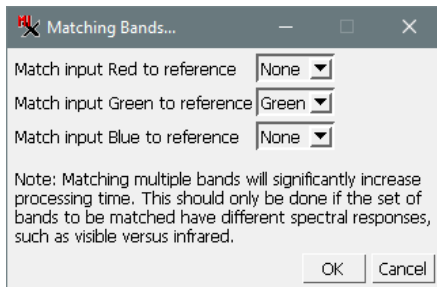 Matching Bands...
Match input Red to reference None
Match input Green to reference Green
Match input Blue to reference None
Note: Matching multiple bands will significantly increase
processing time. This should only be done if the set of
bands to be matched have different spectral responses,
such as visible versus infrared.
OK Cancel